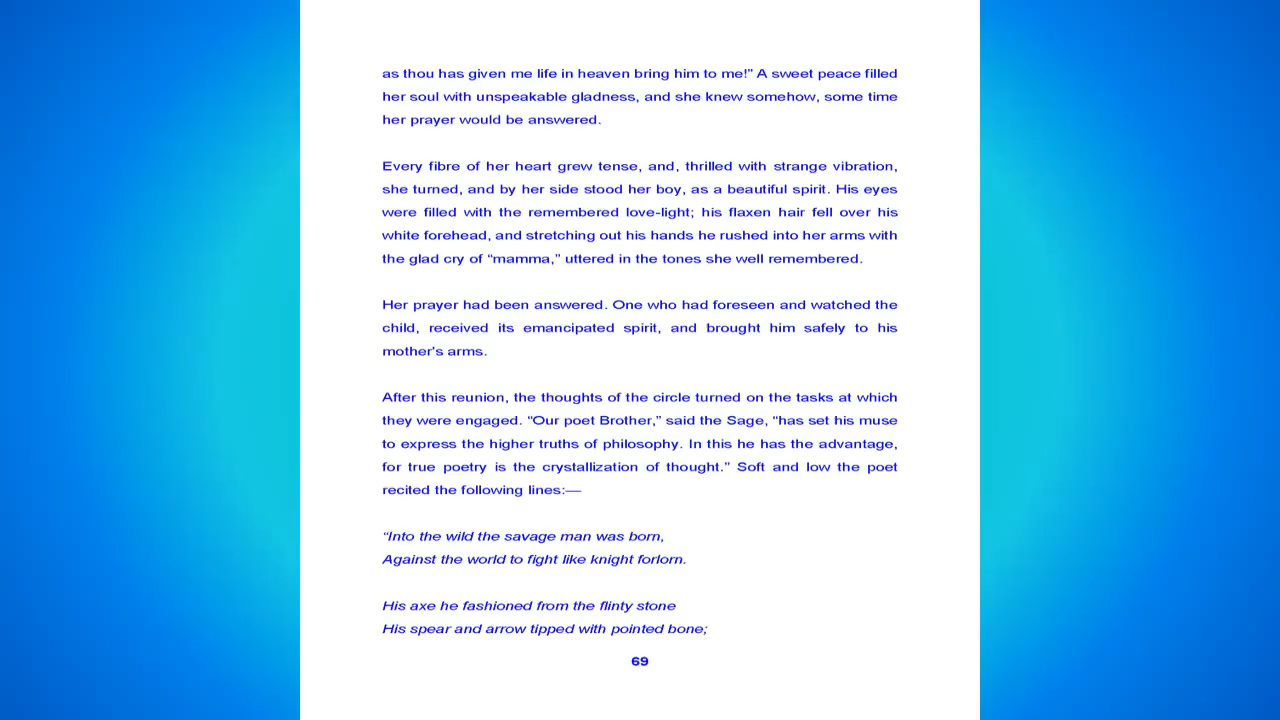 as thou has given me life in heaven bring him to me!” A sweet peace filled
her soul with unspeakable gladness, and she knew somehow, some time
her prayer would be answered.
Every fibre of her heart grew tense, and, thrilled with strange vibration,
she turned, and by her side stood her boy, as a beautiful spirit. His eyes
were filled with the remembered love-light; his flaxen hair fell over his
white forehead, and stretching out his hands he rushed into her arms with
the glad cry of “mamma,” uttered in the tones she well remembered.
Her prayer had been answered. One who had foreseen and watched the
child, received its emancipated spirit, and brought him safely to his
mother's arms.
After this reunion, the thoughts of the circle turned on the tasks at which
they were engaged. “Our poet Brother,” said the Sage, “has set his muse
to express the higher truths of philosophy. In this he has the advantage,
for true poetry is the crystallization of thought.” Soft and low the poet
recited the following lines:—
“Into the wild the savage man was born,
Against the world to fight like knight forlorn.
His axe he fashioned from the flinty stone
His spear and arrow tipped with pointed bone;
69